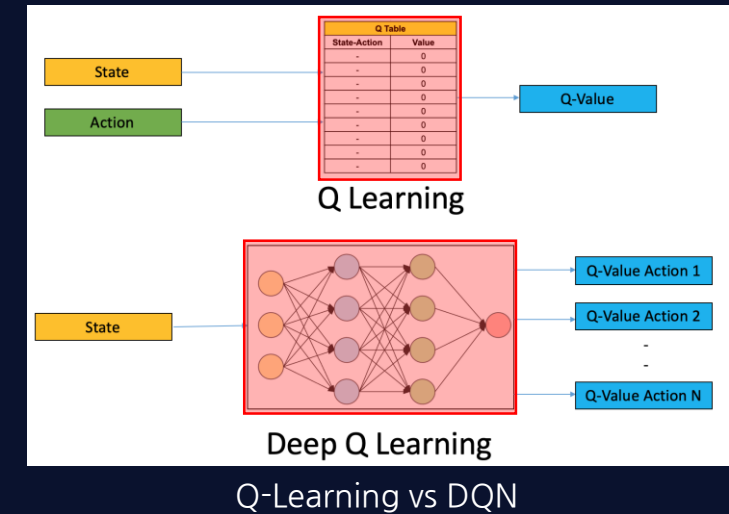 Q Table
State-Action Value
- 0
- 0
- 0
- 0
- 0
- 0
- 0
- 0
- 0
State
Action
Q-Value
Q Learning
State
Q-Value Action 1
Q-Value Action 2
-
-
Q-Value Action N
Deep Q Learning
Q-Learning vs DQN